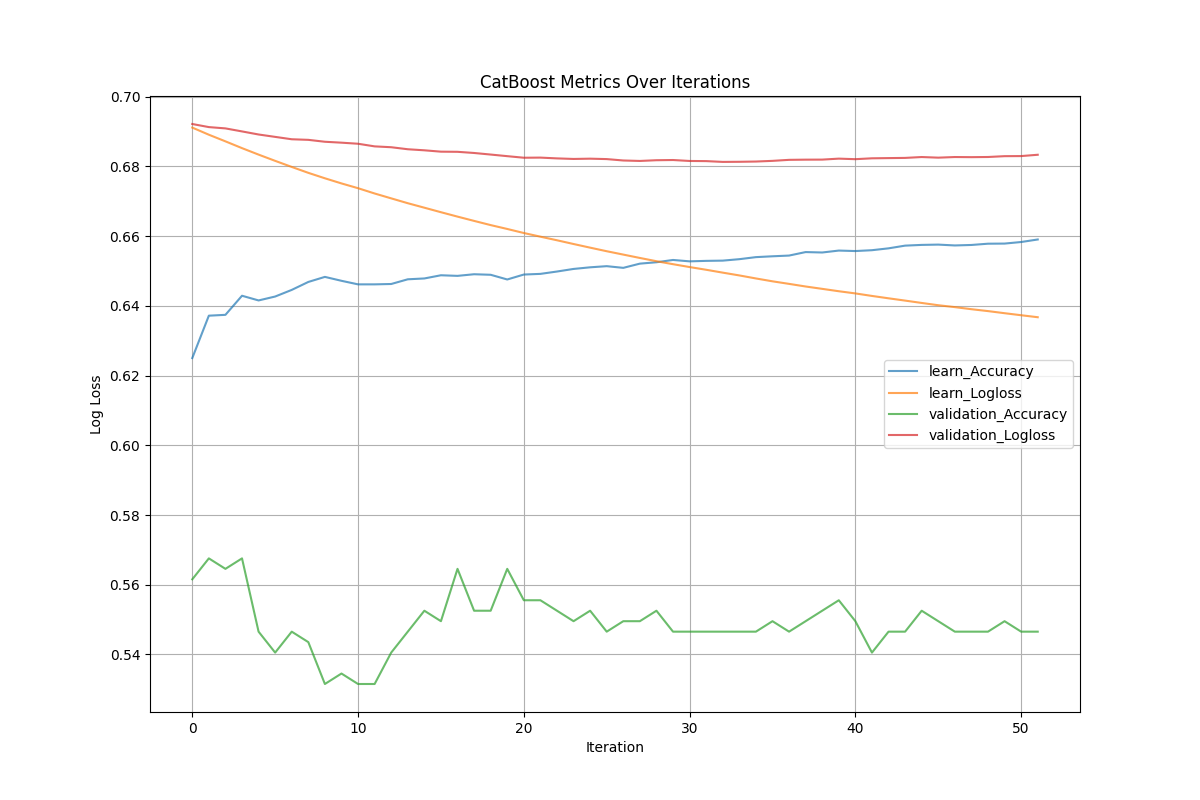 CatBoost Metrics Over Iterations
0.70
0.68
0.66
0.64
0.62
0.60
0.58
0.56
0.54
Log Loss
learn_Accuracy
learn_Logloss
validation_Accuracy
validation_Logloss
0 10 20 30 40 50
Iteration